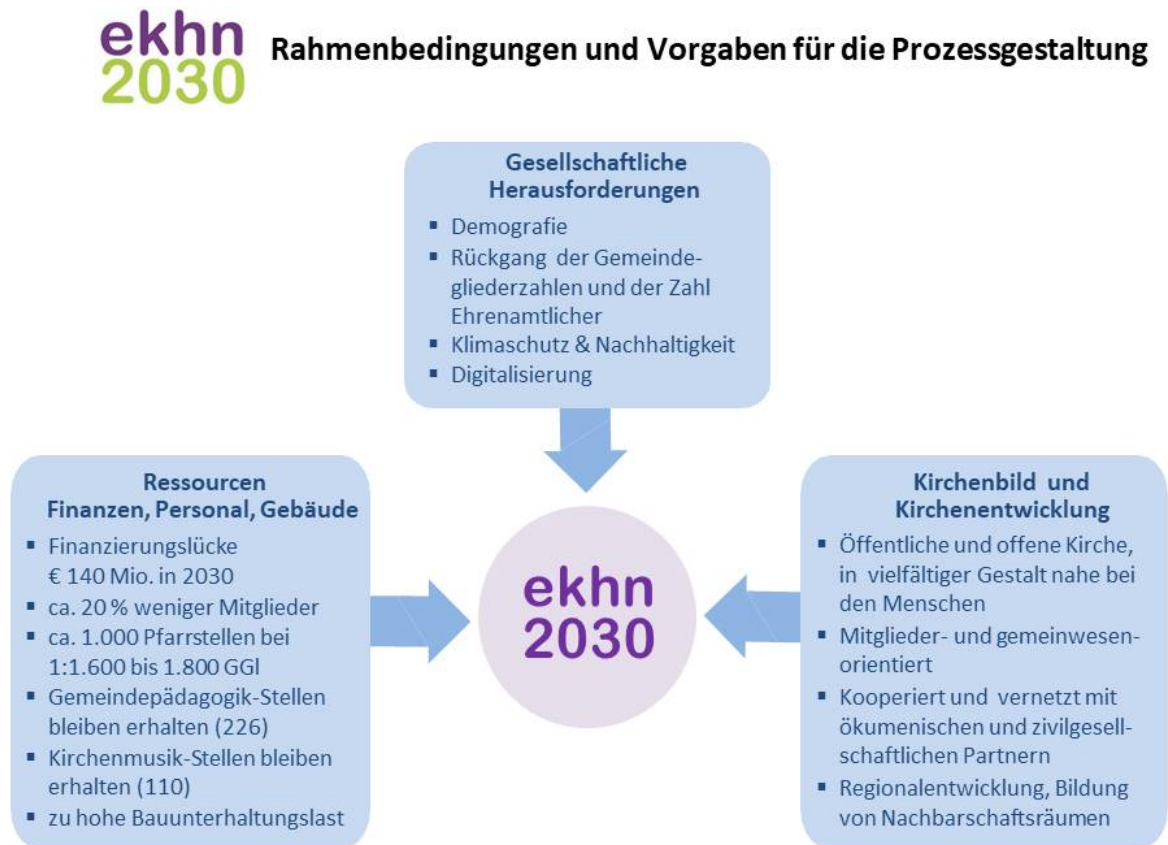 ekhn
2030
Rahmenbedingungen und Vorgaben für die Prozessgestaltung
Gesellschaftliche
Herausforderungen
▪ Demografie
▪ Rückgang der Gemeinde-
gliederzahlen und der Zahl
Ehrenamtlicher
▪ Klimaschutz & Nachhaltigkeit
▪ Digitalisierung
Ressourcen
Finanzen, Personal, Gebäude
▪ Finanzierungslücke
€ 140 Mio. in 2030
▪ ca. 20 % weniger Mitglieder
▪ ca. 1.000 Pfarrstellen bei
1:1.600 bis 1.800 GGl
▪ Gemeindepädagogik-Stellen
bleiben erhalten (226)
▪ Kirchenmusik-Stellen bleiben
erhalten (110)
▪ zu hohe Bauunterhaltungslast
ekhn
2030
Kirchenbild und
Kirchenentwicklung
▪ Öffentliche und offene Kirche,
in vielfältiger Gestalt nahe bei
den Menschen
▪ Mitglieder- und gemeinwesen-
orientiert
▪ Kooperiert und vernetzt mit
ökumenischen und zivilgesell-
schaftlichen Partnern
▪ Regionalentwicklung, Bildung
von Nachbarschaftsräumen